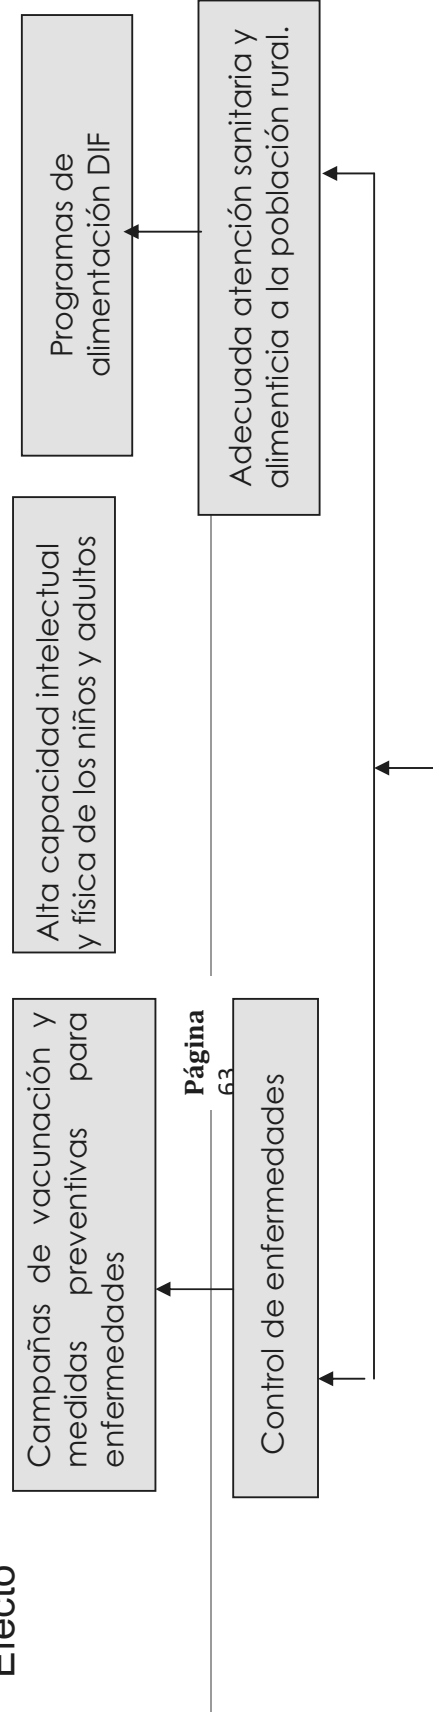 Efecto
Campañas de vacunación y
medidas preventivas para
enfermedades
Alta capacidad intelectual
y física de los niños y adultos
Programas de
alimentación DIF
Página
63
Control de enfermedades
Adecuada atención sanitaria y
alimenticia a la población rural.